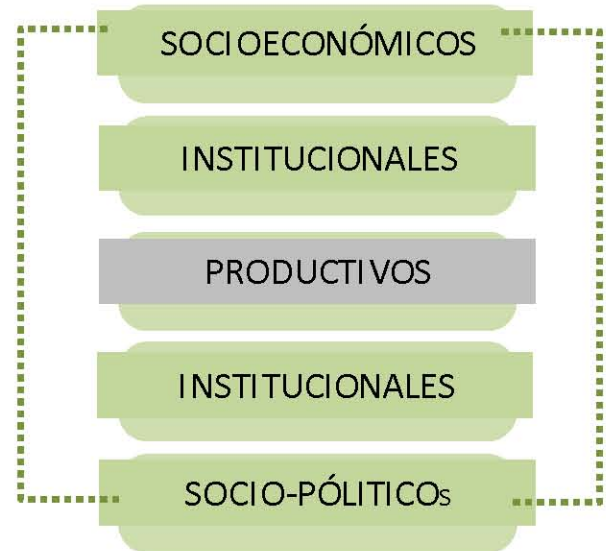 SOCIOECONÓMICOS
INSTITUCIONALES
PRODUCTIVOS
INSTITUCIONALES
SOCIO-PÓLITICOs